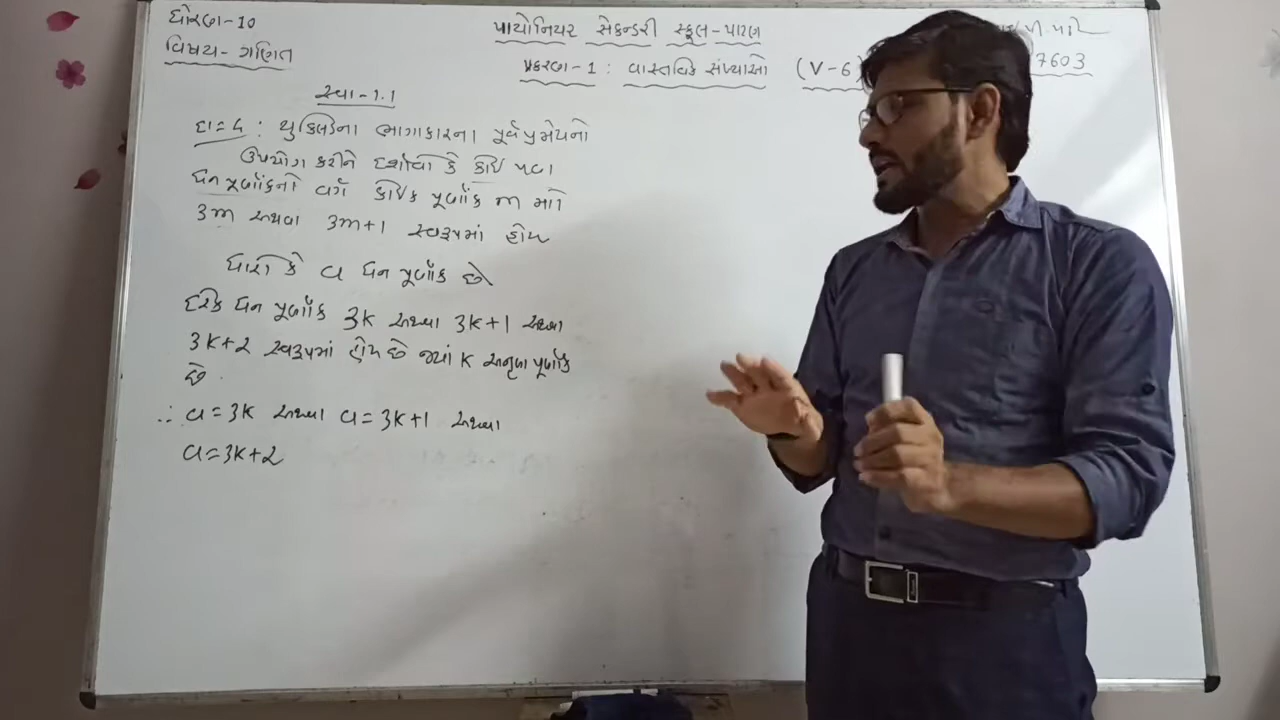 ધોરણ-10
વિષય- ગણિત
પાયોનિયર સેકન્ડરી સ્કૂલ-પાટણ
પ્રકરણ-1 : વાસ્તવિક સંખ્યાઓ (V-6)
7603
સ્વા-1.1
દા=4 : યુક્લિડના ભાગાકારના પૂર્વપ્રમેયનો
ઉપયોગ કરીને દર્શાવો કે કોઈ પણ
ધન પૂર્ણાંકનો વર્ગ કોઈક પૂર્ણાંક m માટે
3m અથવા 3m+1 સ્વરૂપમાં હોય
ધારો કે a ધન પૂર્ણાંક છે
દરેક ધન પૂર્ણાંક 3K અથવા 3K+1 અથવા
3K+2 સ્વરૂપમાં હોય છે જ્યાં K અનૃણ પૂર્ણાંક
છે.
∴ a=3K અથવા a=3K+1 અથવા
a=3K+2